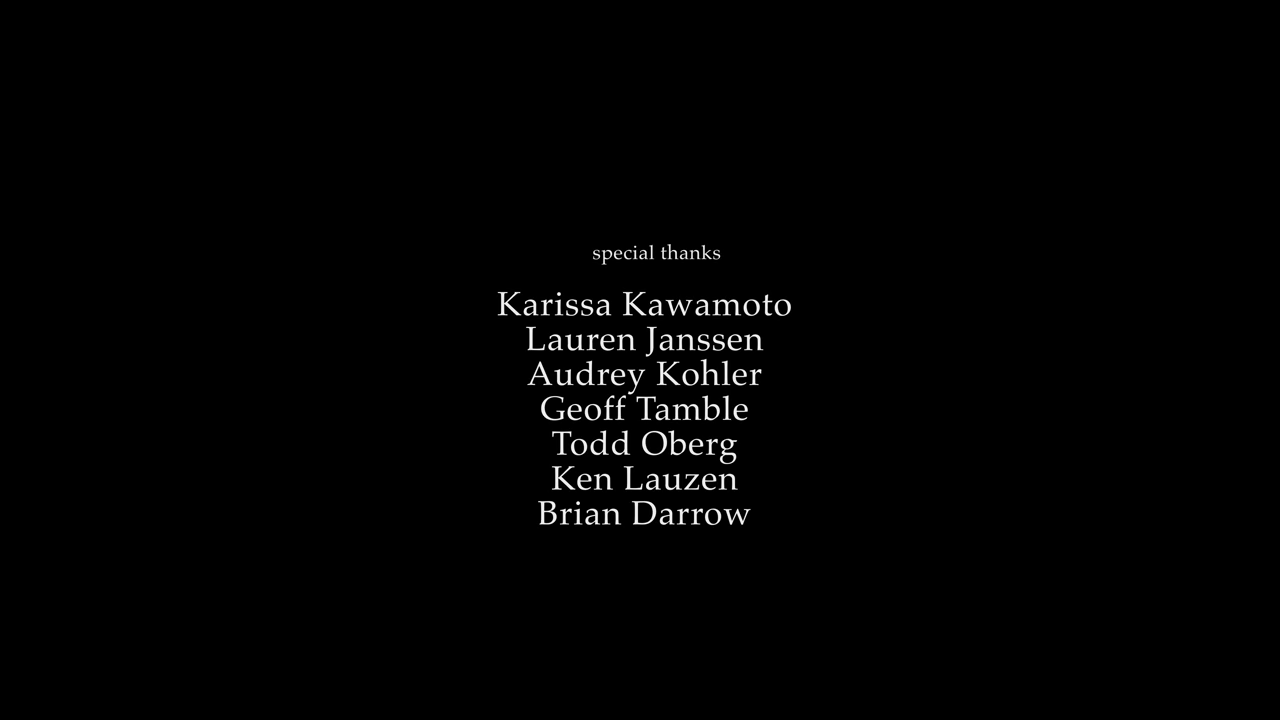 special thanks
Karissa Kawamoto
Lauren Janssen
Audrey Kohler
Geoff Tamble
Todd Oberg
Ken Lauzen
Brian Darrow